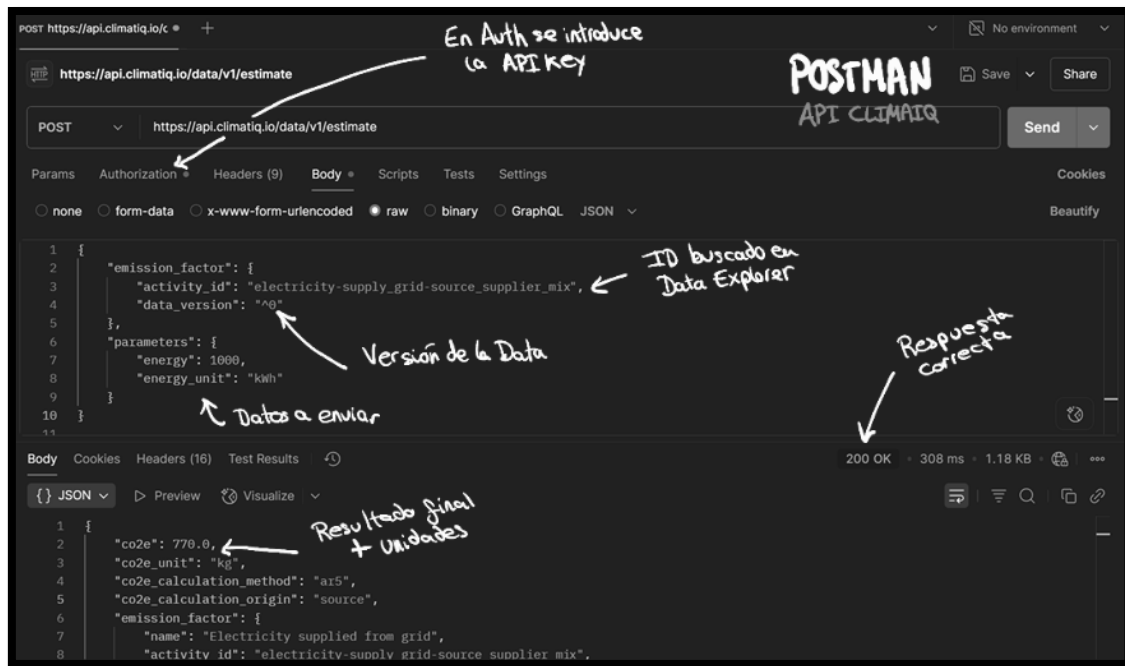 POST https://api.climatiq.io/c
+
No environment
En Auth se introduce
la API Key
HTTP
https://api.climatiq.io/data/v1/estimate
POSTMAN
API CLIMAIQ
Save
Share
POST
https://api.climatiq.io/data/v1/estimate
Send
Params Authorization Headers (9) Body Scripts Tests Settings
Cookies
none form-data x-www-form-urlencoded raw binary GraphQL JSON
Beautify
1 {
2 "emission_factor": {
3 "activity_id": "electricity-supply_grid-source_supplier_mix",
4 "data_version": "^0"
5 },
6 "parameters": {
7 "energy": 1000,
8 "energy_unit": "kWh"
9 }
10 }
11
ID buscado en
Data Explorer
Versión de la Data
Datos a enviar
Respuesta
correcta
Body Cookies Headers (16) Test Results
200 OK 308 ms 1.18 KB
{} JSON Preview Visualize
1 {
2 "co2e": 770.0,
3 "co2e_unit": "kg",
4 "co2e_calculation_method": "ar5",
5 "co2e_calculation_origin": "source",
6 "emission_factor": {
7 "name": "Electricity supplied from grid",
8 "activity_id": "electricity-supply_grid-source_supplier_mix",
Resultado final
+ unidades